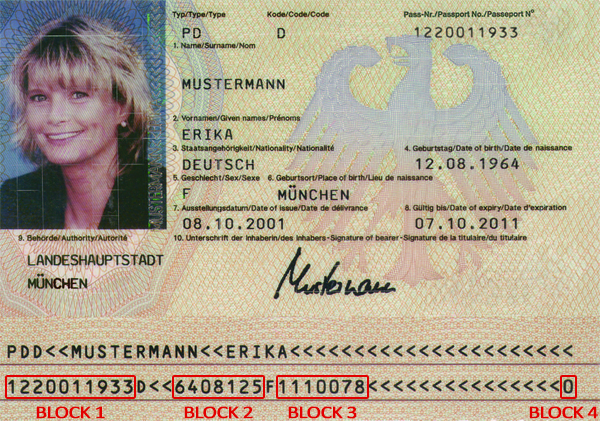 Typ/Type/Type Kode/Code/Code Pass-Nr./Passport No./Passeport N°
PD D 1220011933
1. Name/Surname/Nom
MUSTERMANN
2. Vornamen/Given names/Prénoms
ERIKA
3. Staatsangehörigkeit/Nationality/Nationalité 4. Geburtstag/Date of birth/Date de naissance
DEUTSCH 12.08.1964
5. Geschlecht/Sex/Sexe 6. Geburtsort/Place of birth/Lieu de naissance
F MÜNCHEN
7. Ausstellungsdatum/Date of issue/Date de délivrance 8. Gültig bis/Date of expiry/Date d'expiration
08.10.2001 07.10.2011
9. Behörde/Authority/Autorité 10. Unterschrift der Inhaberin/des Inhabers-Signature of bearer-Signature de la titulaire/du titulaire
LANDESHAUPTSTADT
MÜNCHEN
Mustermann
PDD<<MUSTERMANN<<ERIKA<<<<<<<<<<<<<<<<<<<<<<
1220011933D<<6408125F1110078<<<<<<<<<<<<<<<0
BLOCK 1 BLOCK 2 BLOCK 3 BLOCK 4